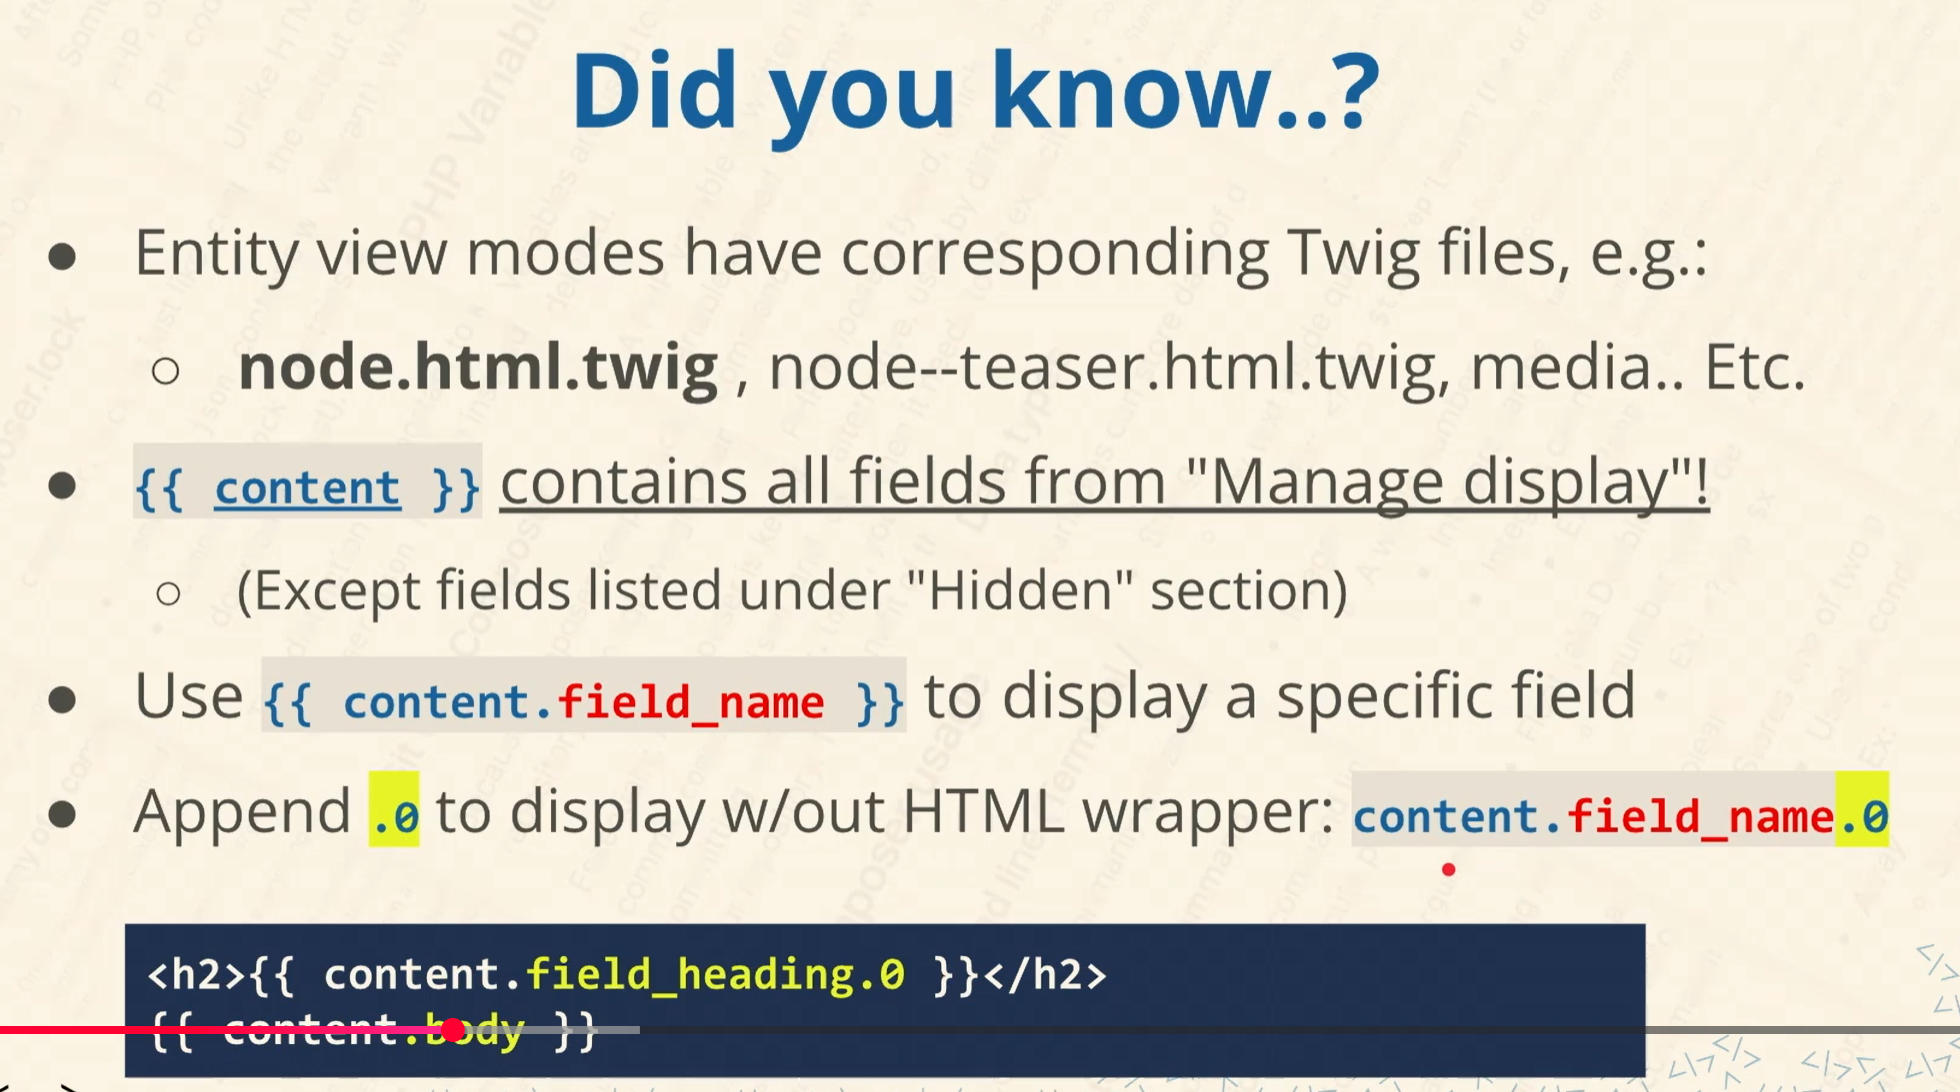 Did you know..?
● Entity view modes have corresponding Twig files, e.g.:
○ node.html.twig , node--teaser.html.twig, media.. Etc.
● {{ content }} contains all fields from "Manage display"!
○ (Except fields listed under "Hidden" section)
● Use {{ content.field_name }} to display a specific field
● Append .0 to display w/out HTML wrapper: content.field_name.0
<h2>{{ content.field_heading.0 }}</h2>
{{ content.body }}